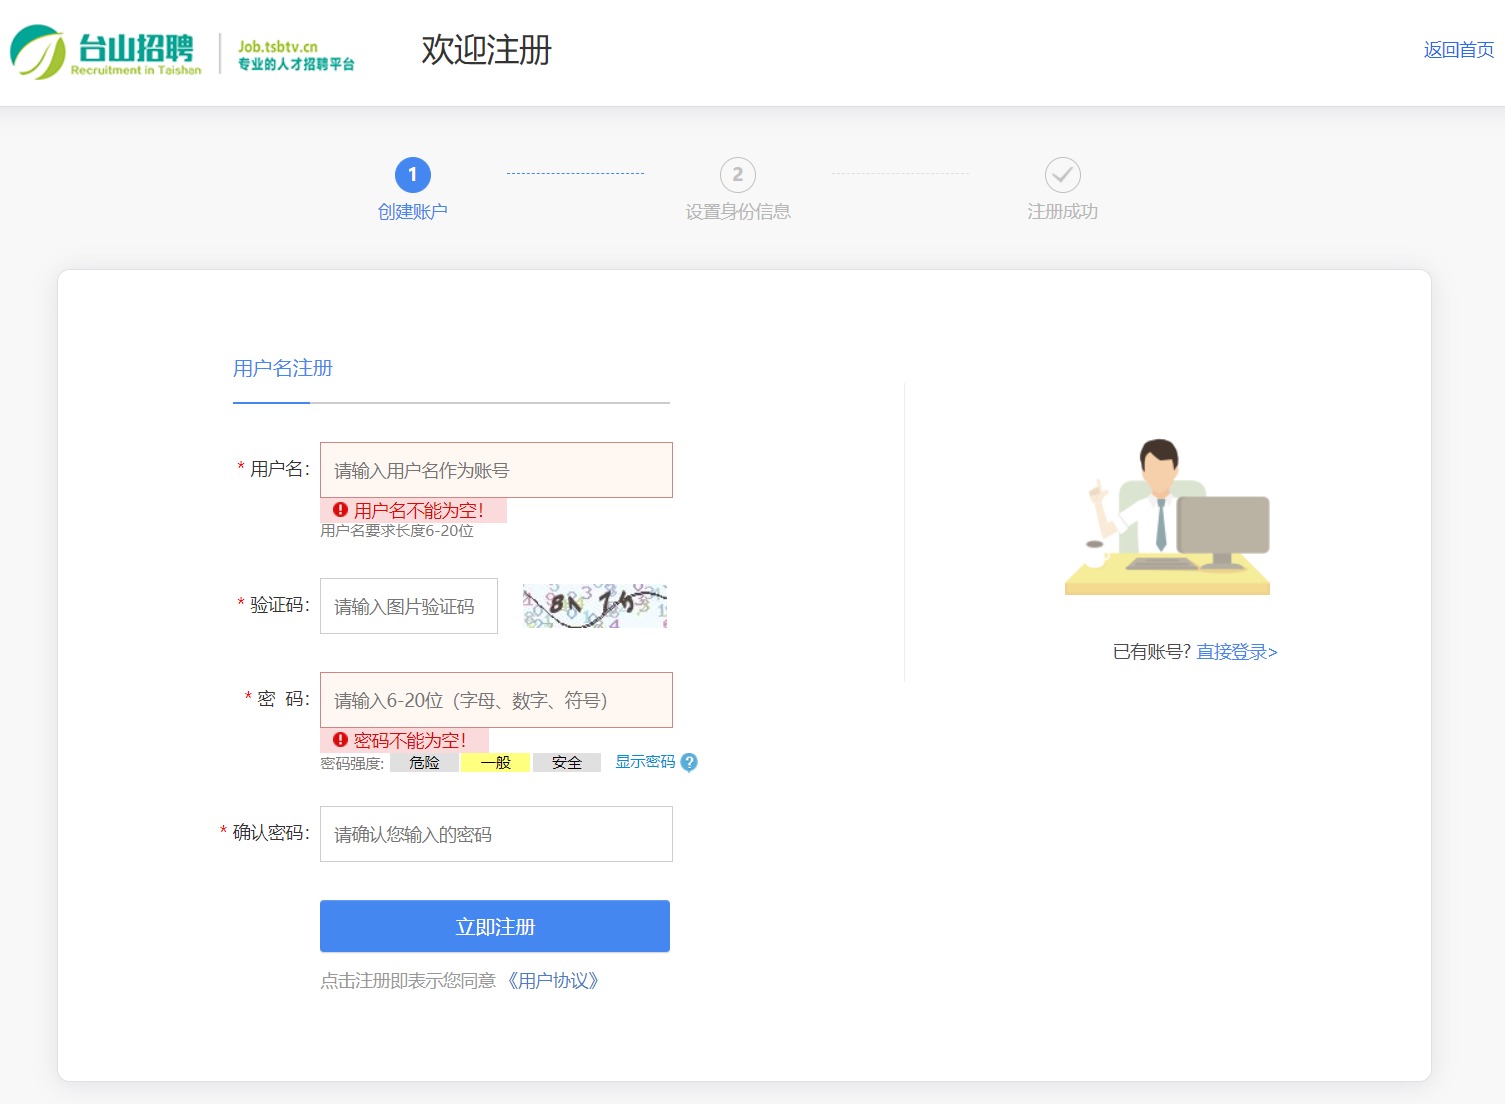 台山招聘
Recruitment in Taishan
Job.tsbtv.cn
专业的人才招聘平台
欢迎注册
返回首页
1
2
创建账户
设置身份信息
注册成功
用户名注册
* 用户名：
请输入用户名作为账号
用户名不能为空！
用户名要求长度6-20位
* 验证码：
请输入图片验证码
* 密 码：
请输入6-20位（字母、数字、符号）
密码不能为空！
密码强度: 危险 一般 安全 显示密码 ?
* 确认密码：
请确认您输入的密码
立即注册
点击注册即表示您同意 《用户协议》
已有账号? 直接登录>